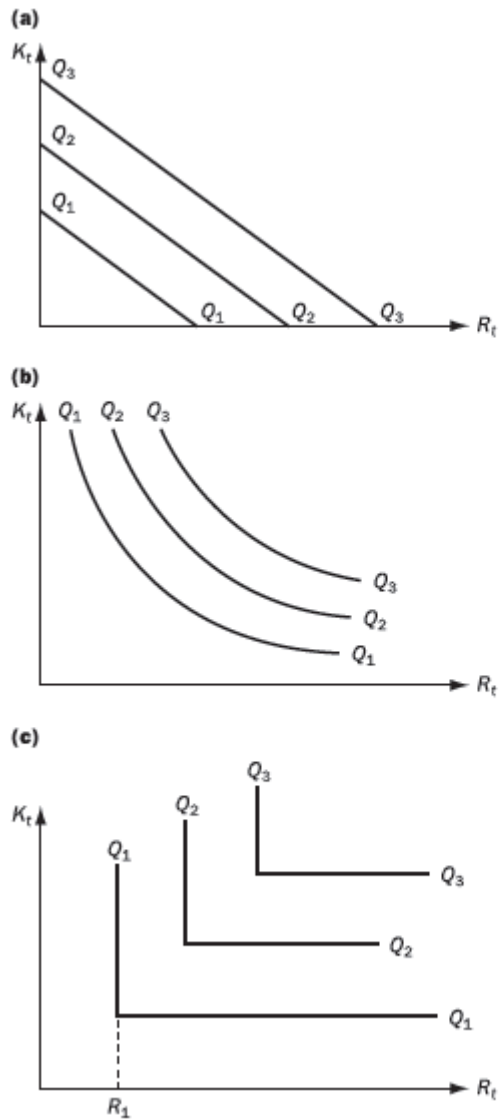 (a)
Kₜ
Q₃
Q₂
Q₁
Q₁
Q₂
Q₃
Rₜ
(b)
Kₜ
Q₁
Q₂
Q₃
Q₃
Q₂
Q₁
Rₜ
(c)
Q₃
Kₜ
Q₂
Q₁
Q₃
Q₂
Q₁
R₁
Rₜ